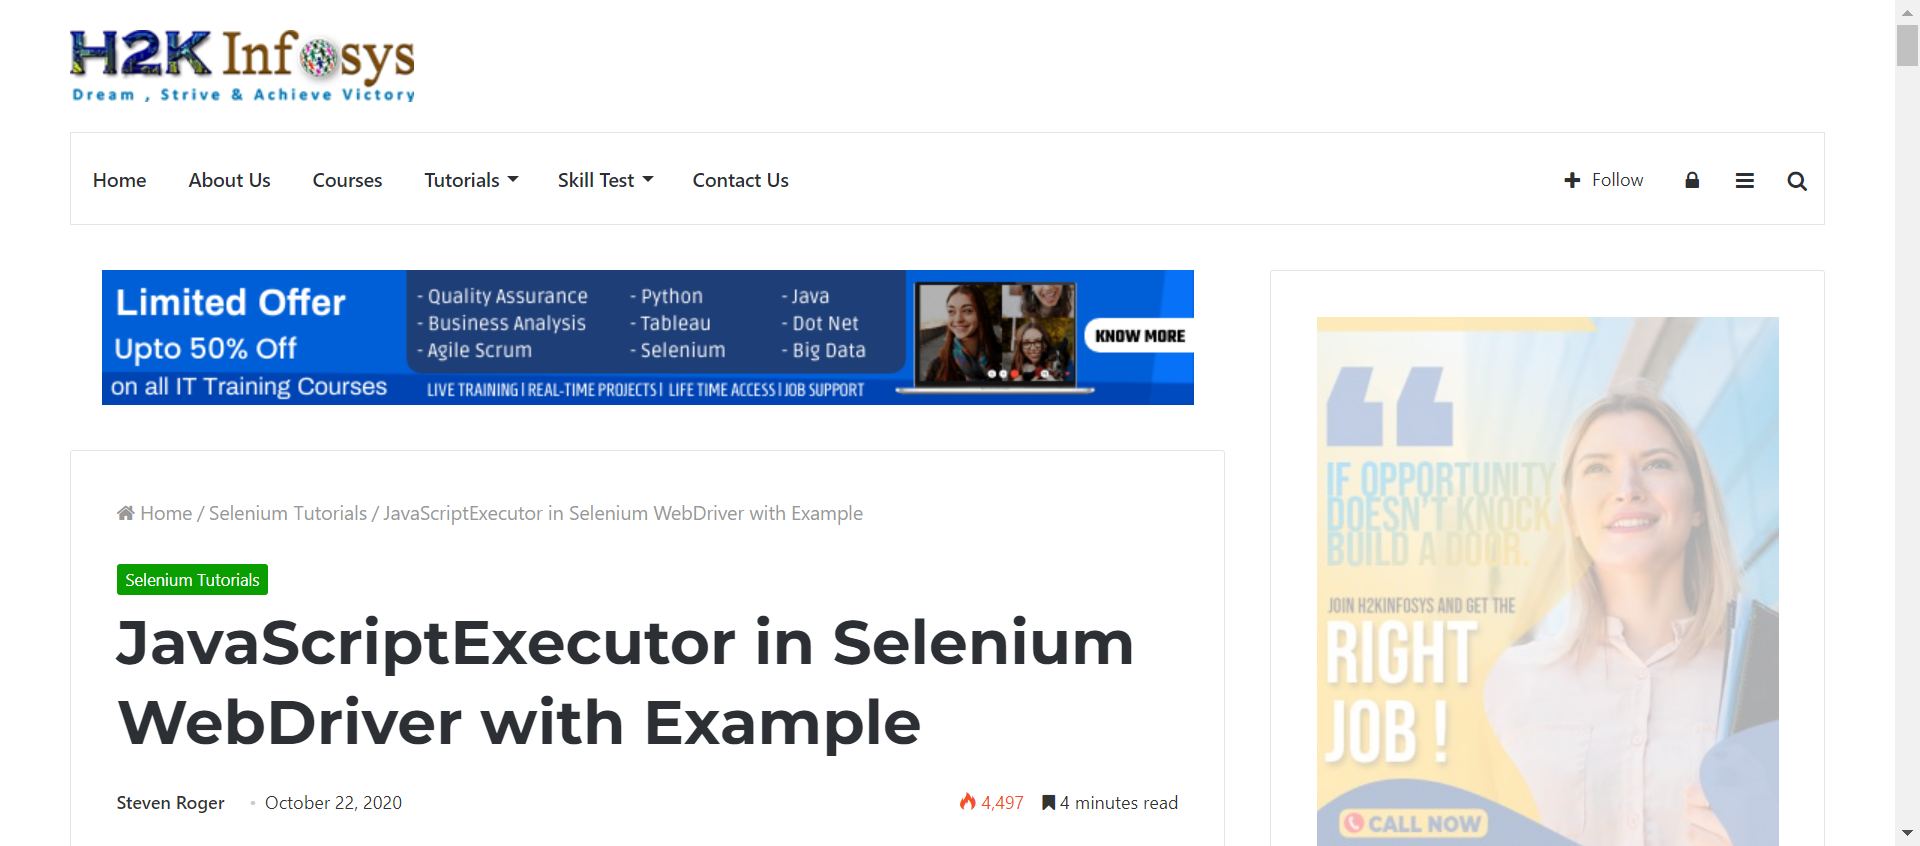 H2K Infosys
Dream , Strive & Achieve Victory
Home About Us Courses Tutorials Skill Test Contact Us Follow
Limited Offer
Upto 50% Off
on all IT Training Courses
- Quality Assurance - Python - Java
- Business Analysis - Tableau - Dot Net
- Agile Scrum - Selenium - Big Data
LIVE TRAINING | REAL-TIME PROJECTS | LIFE TIME ACCESS | JOB SUPPORT
KNOW MORE
Home / Selenium Tutorials / JavaScriptExecutor in Selenium WebDriver with Example
Selenium Tutorials
JavaScriptExecutor in Selenium
WebDriver with Example
Steven Roger • October 22, 2020 4,497 4 minutes read
IF OPPORTUNITY
DOESN'T KNOCK,
BUILD A DOOR.
JOIN H2KINFOSYS AND GET THE
RIGHT
JOB !
CALL NOW